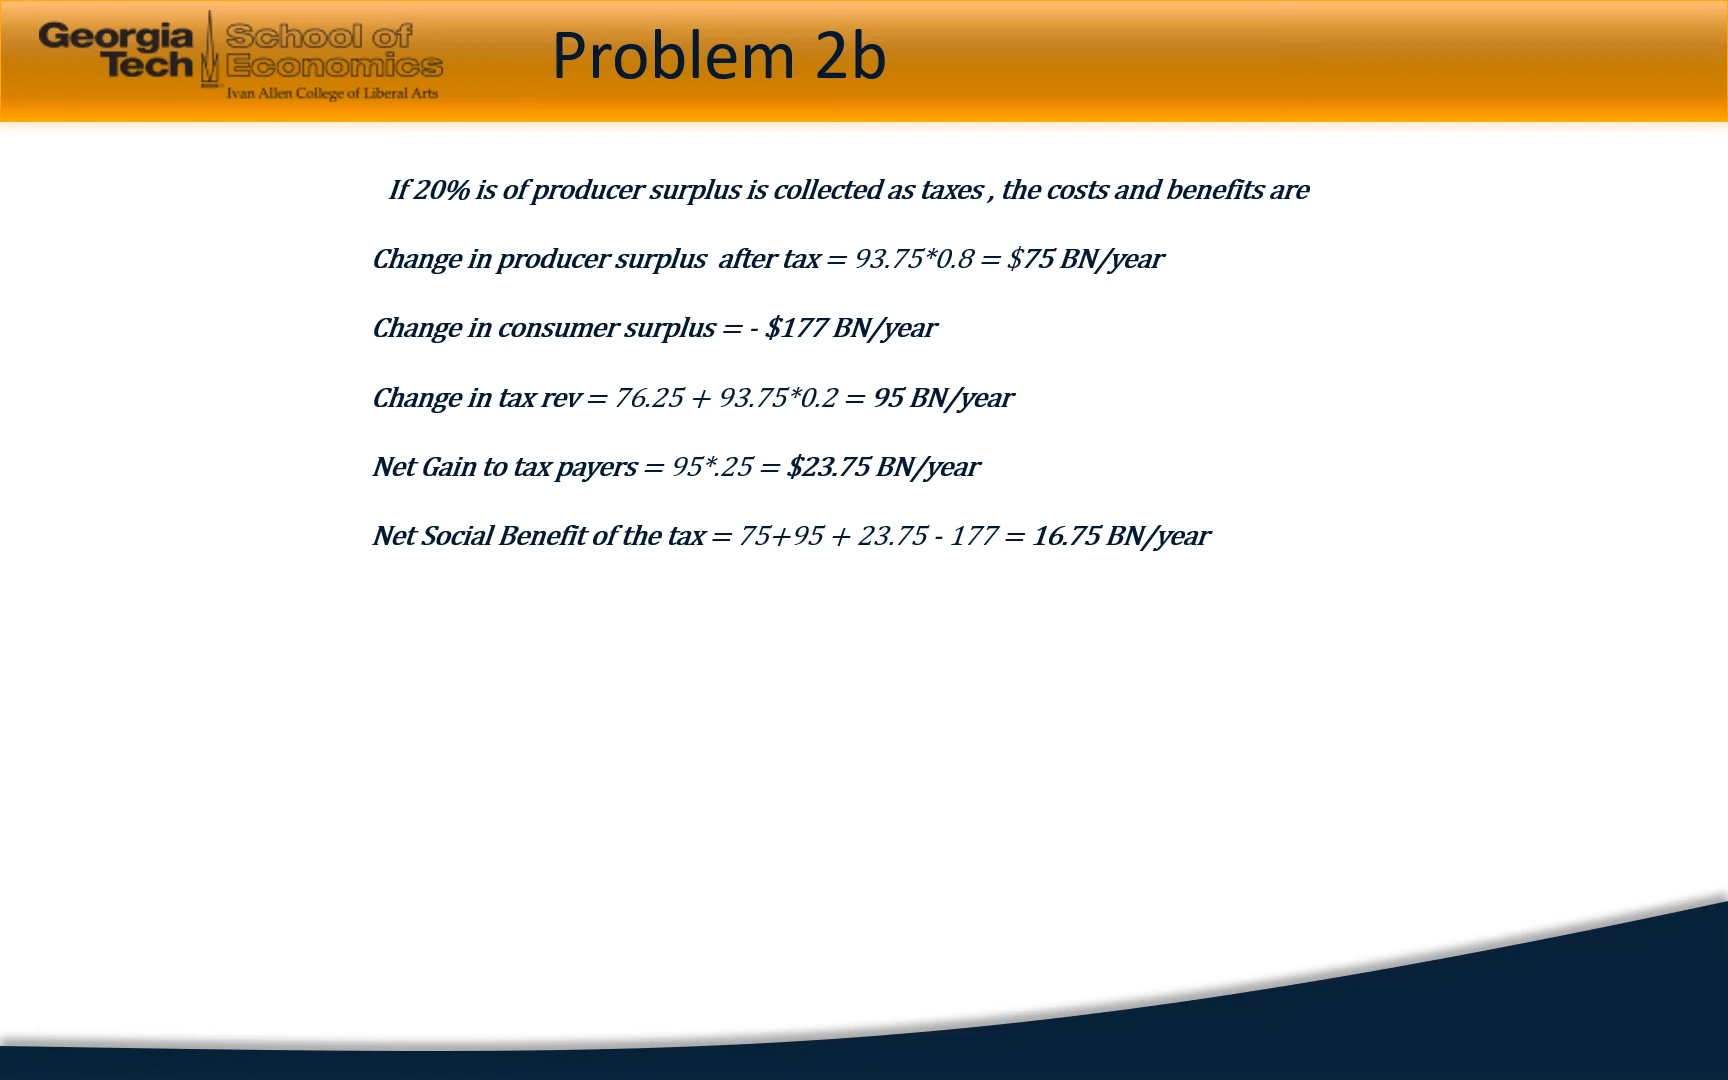 Georgia Tech School of Economics
Ivan Allen College of Liberal Arts
Problem 2b
If 20% is of producer surplus is collected as taxes , the costs and benefits are
Change in producer surplus after tax = 93.75*0.8 = $75 BN/year
Change in consumer surplus = - $177 BN/year
Change in tax rev = 76.25 + 93.75*0.2 = 95 BN/year
Net Gain to tax payers = 95*.25 = $23.75 BN/year
Net Social Benefit of the tax = 75+95 + 23.75 - 177 = 16.75 BN/year